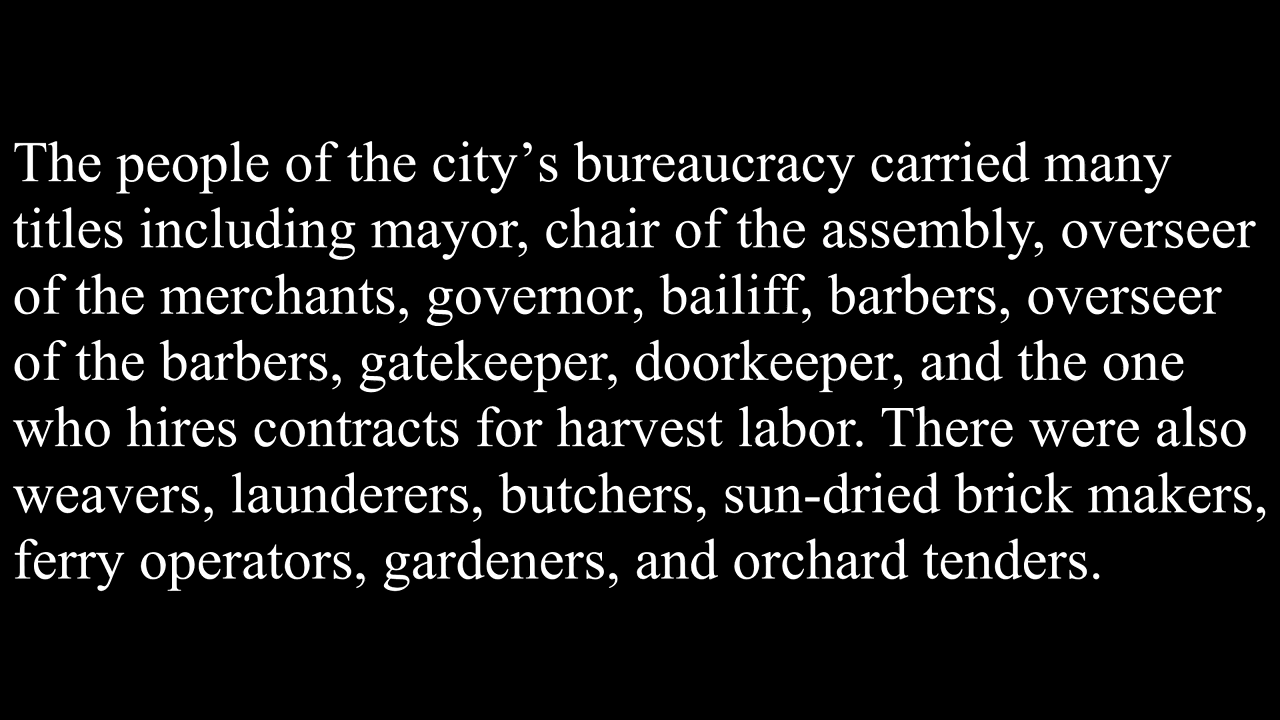 The people of the city’s bureaucracy carried many
titles including mayor, chair of the assembly, overseer
of the merchants, governor, bailiff, barbers, overseer
of the barbers, gatekeeper, doorkeeper, and the one
who hires contracts for harvest labor. There were also
weavers, launderers, butchers, sun-dried brick makers,
ferry operators, gardeners, and orchard tenders.